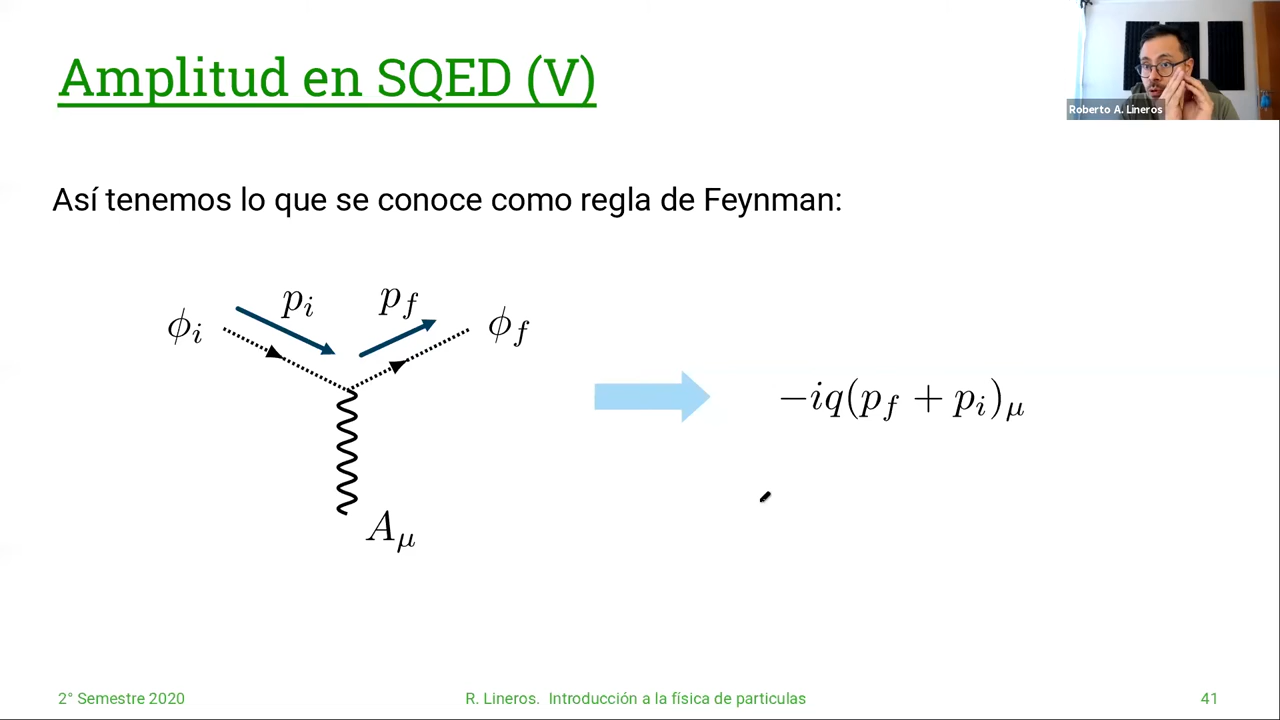 Amplitud en SQED (V)
Roberto A. Lineros
Así tenemos lo que se conoce como regla de Feynman:
p_i p_f
ϕ_i ϕ_f
−iq(p_f + p_i)_μ
A_μ
2° Semestre 2020 R. Lineros. Introducción a la física de particulas 41